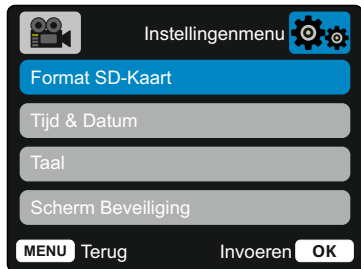 Instellingenmenu
Format SD-Kaart
Tijd & Datum
Taal
Scherm Beveiliging
MENU Terug Invoeren OK